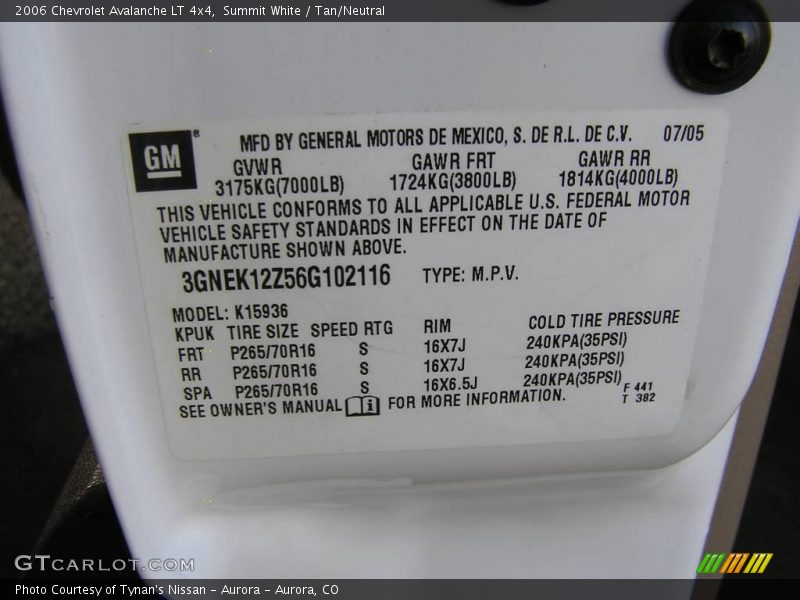 2006 Chevrolet Avalanche LT 4x4, Summit White / Tan/Neutral
GM®
MFD BY GENERAL MOTORS DE MEXICO, S. DE R.L. DE C.V. 07/05
GVWR GAWR FRT GAWR RR
3175KG(7000LB) 1724KG(3800LB) 1814KG(4000LB)
THIS VEHICLE CONFORMS TO ALL APPLICABLE U.S. FEDERAL MOTOR
VEHICLE SAFETY STANDARDS IN EFFECT ON THE DATE OF
MANUFACTURE SHOWN ABOVE.
3GNEK12Z56G102116 TYPE: M.P.V.
MODEL: K15936
KPUK TIRE SIZE SPEED RTG RIM COLD TIRE PRESSURE
FRT P265/70R16 S 16X7J 240KPA(35PSI)
RR P265/70R16 S 16X7J 240KPA(35PSI)
SPA P265/70R16 S 16X6.5J 240KPA(35PSI)
SEE OWNER'S MANUAL i FOR MORE INFORMATION.
F 441
T 382
GTCARLOT.COM
Photo Courtesy of Tynan's Nissan - Aurora - Aurora, CO